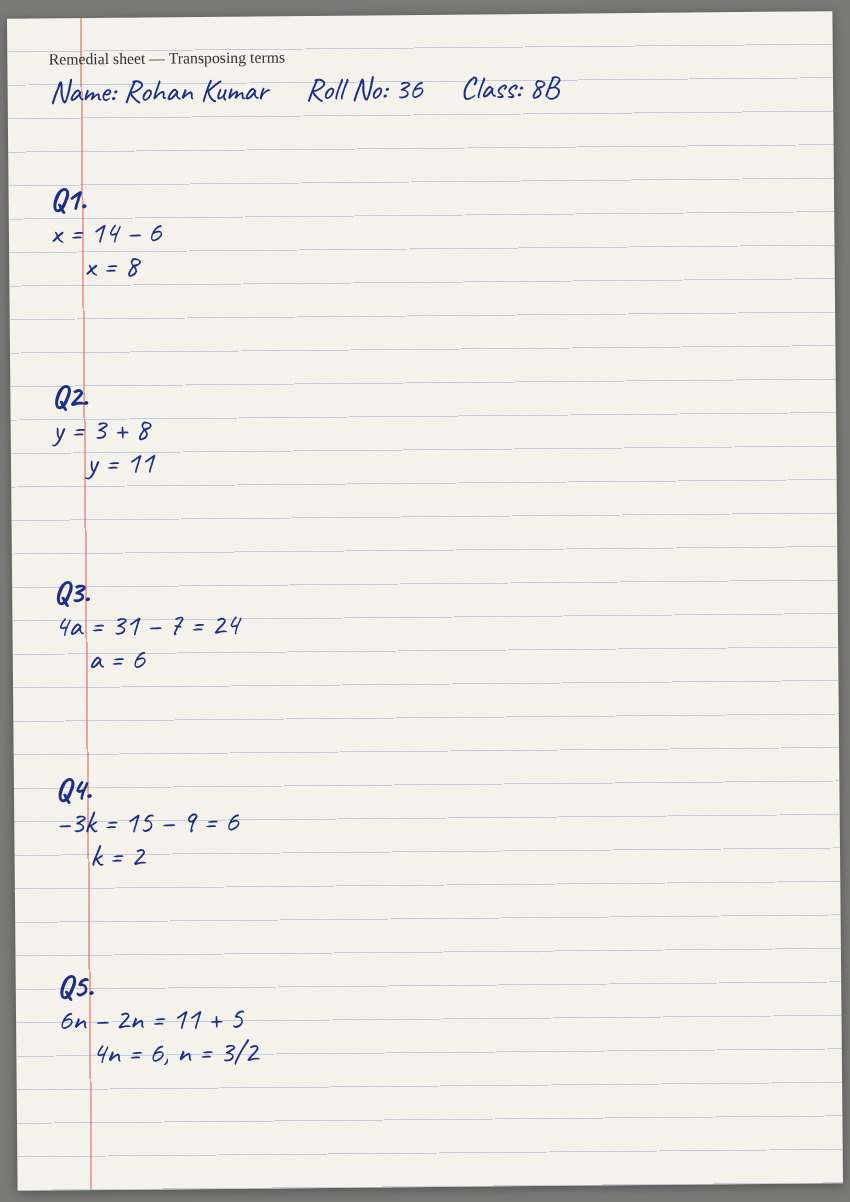 Remedial sheet — Transposing terms
Name: Rohan Kumar Roll No: 36 Class: 8B
Q1.
x = 14 – 6
x = 8
Q2.
y = 3 + 8
y = 11
Q3.
4a = 31 – 7 = 24
a = 6
Q4.
–3k = 15 – 9 = 6
k = 2
Q5.
6n – 2n = 11 + 5
4n = 6, n = 3/2